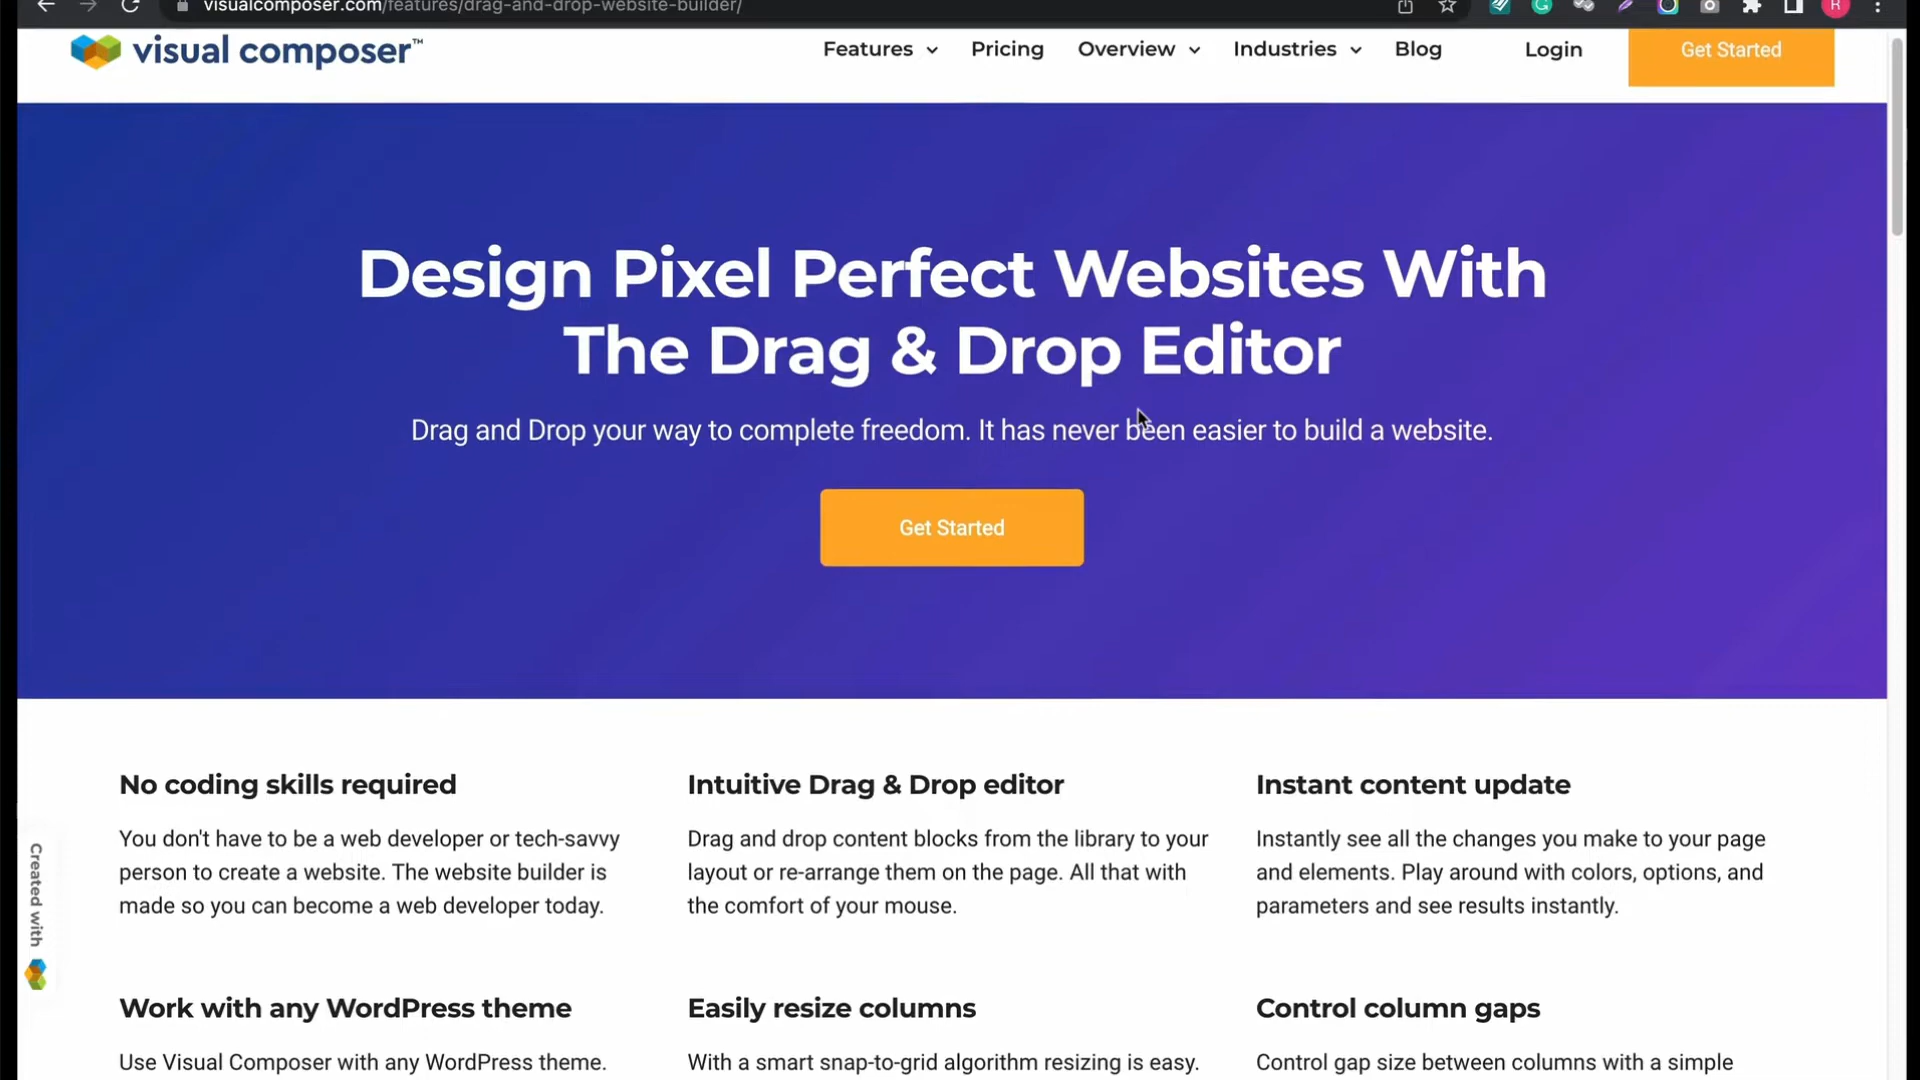 visualcomposer.com/features/drag-and-drop-website-builder/
R
visual composer™
Features Pricing Overview Industries Blog Login Get Started
Design Pixel Perfect Websites With
The Drag & Drop Editor
Drag and Drop your way to complete freedom. It has never been easier to build a website.
Get Started
No coding skills required
You don't have to be a web developer or tech-savvy
person to create a website. The website builder is
made so you can become a web developer today.
Intuitive Drag & Drop editor
Drag and drop content blocks from the library to your
layout or re-arrange them on the page. All that with
the comfort of your mouse.
Instant content update
Instantly see all the changes you make to your page
and elements. Play around with colors, options, and
parameters and see results instantly.
Created with
Work with any WordPress theme
Use Visual Composer with any WordPress theme.
Easily resize columns
With a smart snap-to-grid algorithm resizing is easy.
Control column gaps
Control gap size between columns with a simple